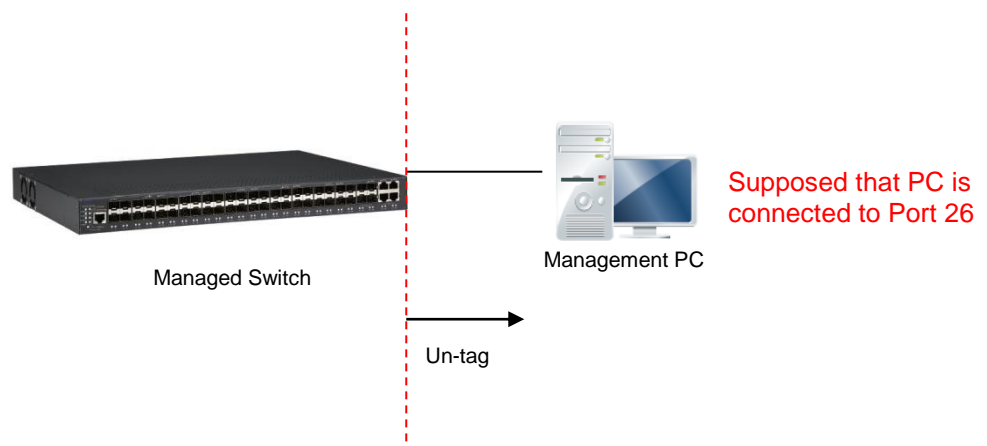 Supposed that PC is
connected to Port 26
Management PC
Managed Switch
Un-tag